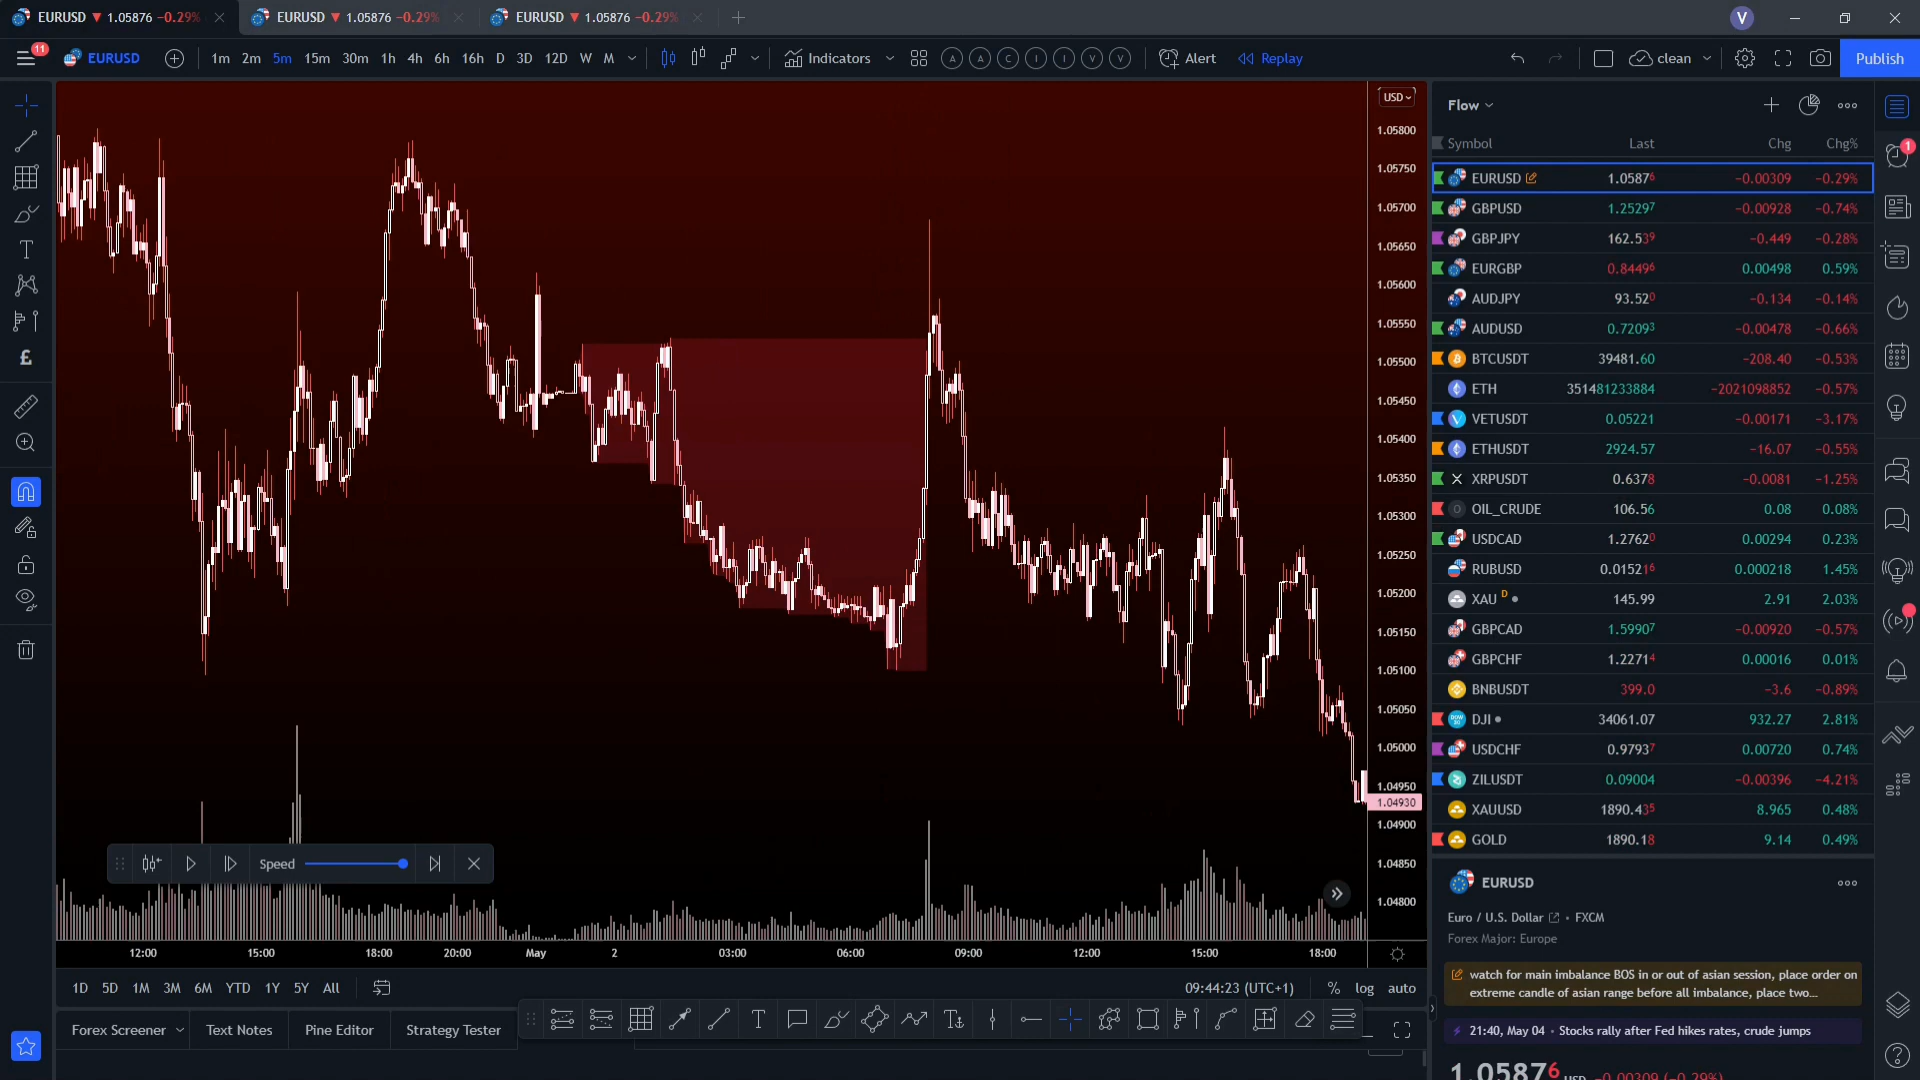 EURUSD ▼ 1.05876 −0.29%
EURUSD ▼ 1.05876 −0.29%
EURUSD ▼ 1.05876 −0.29%
V
11
EURUSD
1m 2m 5m 15m 30m 1h 4h 6h 16h D 3D 12D W M
Indicators
A A C I I V V
Alert
Replay
clean
Publish
USD
1.05800
1.05750
1.05700
1.05650
1.05600
1.05550
1.05500
1.05450
1.05400
1.05350
1.05300
1.05250
1.05200
1.05150
1.05100
1.05050
1.05000
1.04950
1.04930
1.04900
1.04850
1.04800
Speed
12:00 15:00 18:00 20:00 May 2 03:00 06:00 09:00 12:00 15:00 18:00
1D 5D 1M 3M 6M YTD 1Y 5Y All
09:44:23 (UTC+1) % log auto
Forex Screener Text Notes Pine Editor Strategy Tester
Flow
Symbol Last Chg Chg%
EURUSD 1.05876 −0.00309 −0.29%
GBPUSD 1.25297 −0.00928 −0.74%
GBPJPY 162.539 −0.449 −0.28%
EURGBP 0.84496 0.00498 0.59%
AUDJPY 93.520 −0.134 −0.14%
AUDUSD 0.72093 −0.00478 −0.66%
BTCUSDT 39481.60 −208.40 −0.53%
ETH 351481233884 −2021098852 −0.57%
VETUSDT 0.05221 −0.00171 −3.17%
ETHUSDT 2924.57 −16.07 −0.55%
XRPUSDT 0.6378 −0.0081 −1.25%
OIL_CRUDE 106.56 0.08 0.08%
USDCAD 1.27620 0.00294 0.23%
RUBUSD 0.015216 0.000218 1.45%
XAU D 145.99 2.91 2.03%
GBPCAD 1.59907 −0.00920 −0.57%
GBPCHF 1.22714 0.00016 0.01%
BNBUSDT 399.0 −3.6 −0.89%
DJI 34061.07 932.27 2.81%
USDCHF 0.97937 0.00720 0.74%
ZILUSDT 0.09004 −0.00396 −4.21%
XAUUSD 1890.435 8.965 0.48%
GOLD 1890.18 9.14 0.49%
EURUSD
Euro / U.S. Dollar • FXCM
Forex Major: Europe
watch for main imbalance BOS in or out of asian session, place order on
extreme candle of asian range before all imbalance, place two...
21:40, May 04 • Stocks rally after Fed hikes rates, crude jumps
1.05876 USD −0.00309 (−0.29%)
1